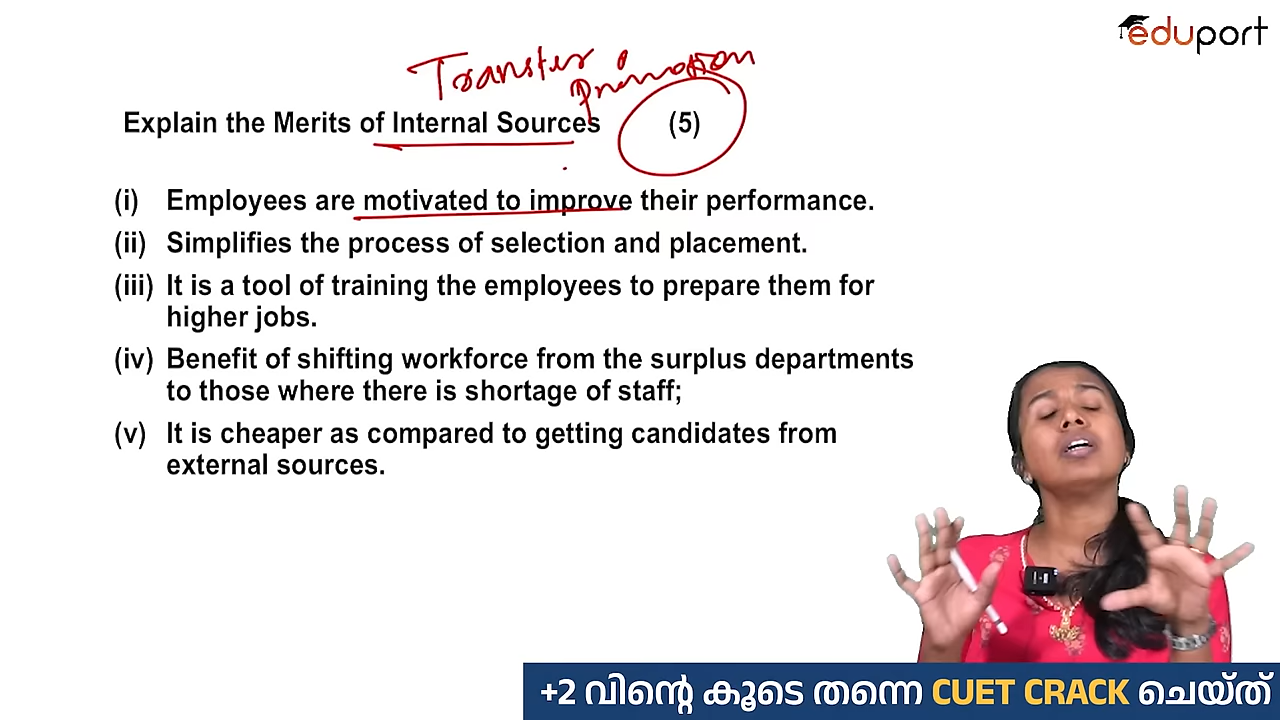 eduport
Transfer
Promotion
Explain the Merits of Internal Sources (5)
(i) Employees are motivated to improve their performance.
(ii) Simplifies the process of selection and placement.
(iii) It is a tool of training the employees to prepare them for
higher jobs.
(iv) Benefit of shifting workforce from the surplus departments
to those where there is shortage of staff;
(v) It is cheaper as compared to getting candidates from
external sources.
+2 വിന്റെ കൂടെ തന്നെ CUET CRACK ചെയ്ത്